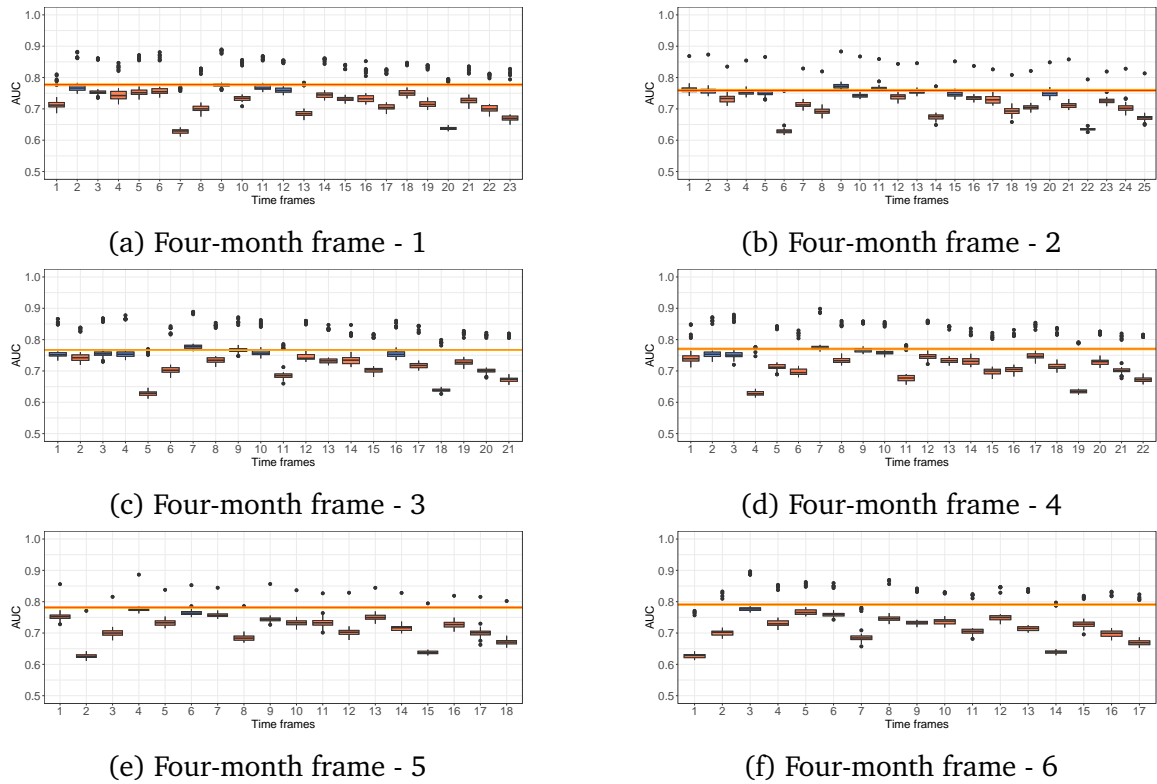 1.0
0.9
0.8
0.7
0.6
0.5
AUC
1 2 3 4 5 6 7 8 9 10 11 12 13 14 15 16 17 18 19 20 21 22 23
Time frames
(a) Four-month frame - 1
1.0
0.9
0.8
0.7
0.6
0.5
AUC
1 2 3 4 5 6 7 8 9 10 11 12 13 14 15 16 17 18 19 20 21 22 23 24 25
Time frames
(b) Four-month frame - 2
1.0
0.9
0.8
0.7
0.6
0.5
AUC
1 2 3 4 5 6 7 8 9 10 11 12 13 14 15 16 17 18 19 20 21
Time frames
(c) Four-month frame - 3
1.0
0.9
0.8
0.7
0.6
0.5
AUC
1 2 3 4 5 6 7 8 9 10 11 12 13 14 15 16 17 18 19 20 21 22
Time frames
(d) Four-month frame - 4
1.0
0.9
0.8
0.7
0.6
0.5
AUC
1 2 3 4 5 6 7 8 9 10 11 12 13 14 15 16 17 18
Time frames
(e) Four-month frame - 5
1.0
0.9
0.8
0.7
0.6
0.5
AUC
1 2 3 4 5 6 7 8 9 10 11 12 13 14 15 16 17
Time frames
(f) Four-month frame - 6